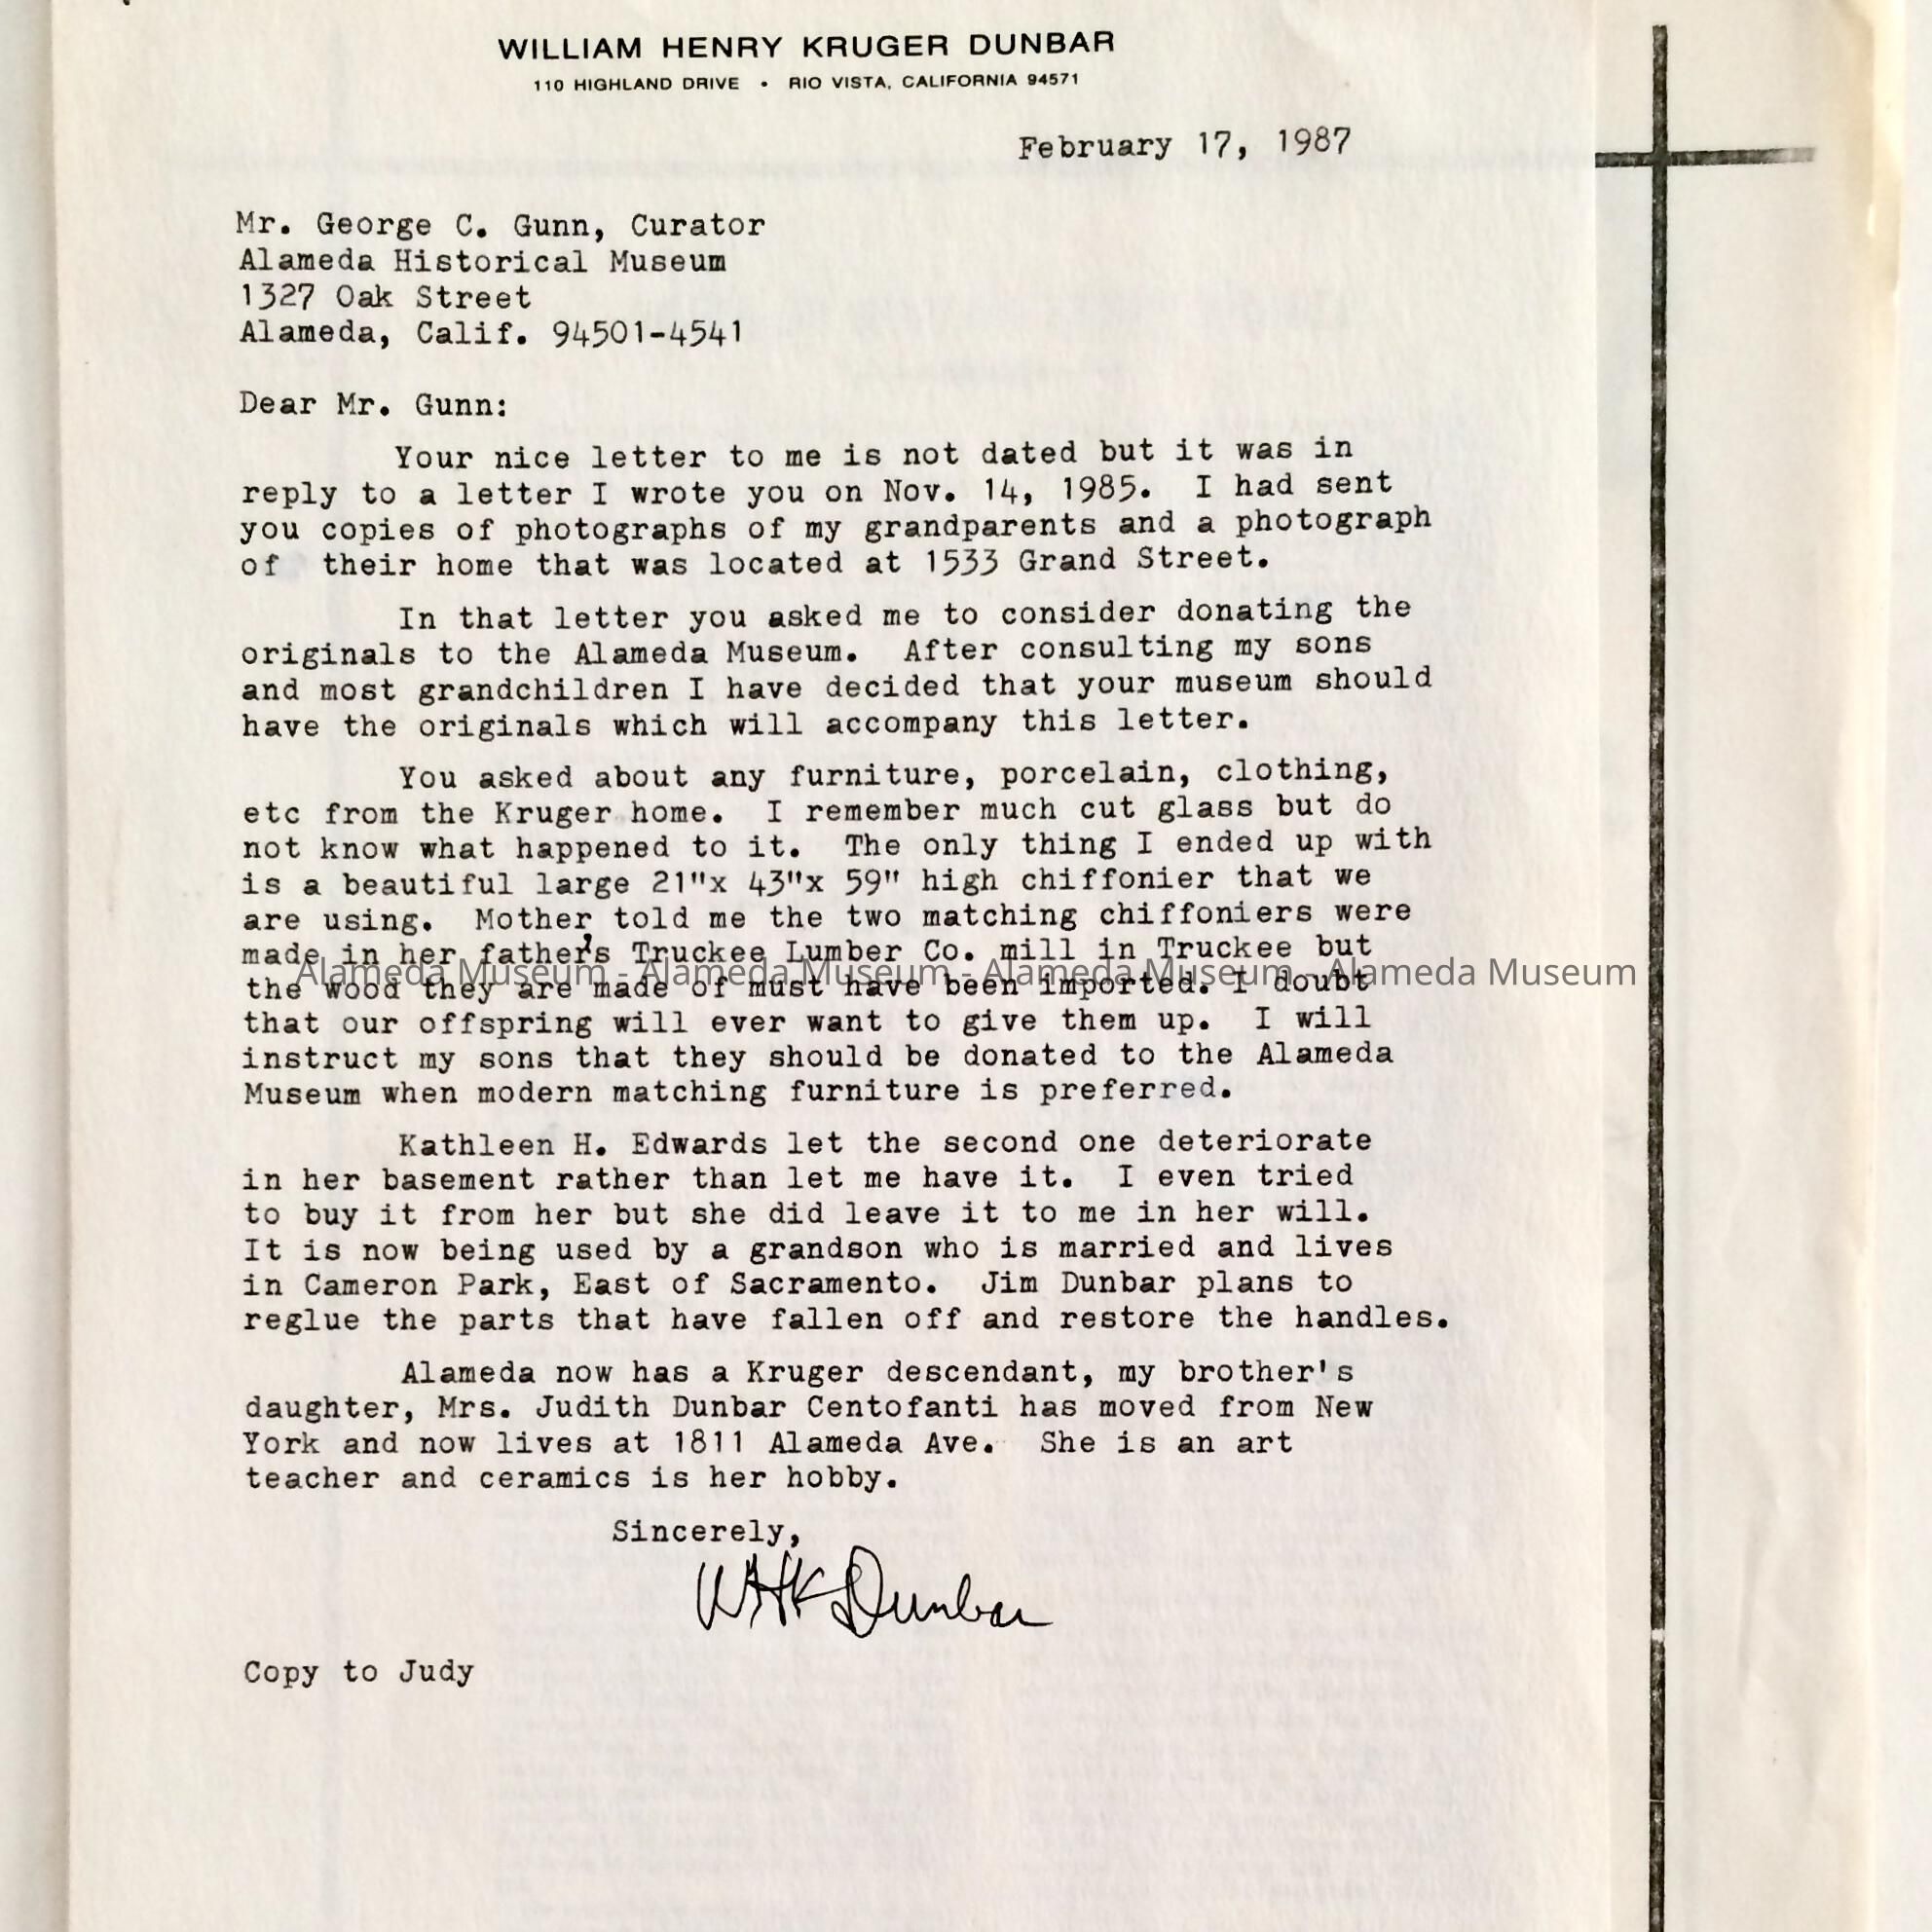 WILLIAM HENRY KRUGER DUNBAR
110 HIGHLAND DRIVE • RIO VISTA, CALIFORNIA 94571
February 17, 1987
Mr. George C. Gunn, Curator
Alameda Historical Museum
1327 Oak Street
Alameda, Calif. 94501-4541
Dear Mr. Gunn:
Your nice letter to me is not dated but it was in
reply to a letter I wrote you on Nov. 14, 1985. I had sent
you copies of photographs of my grandparents and a photograph
of their home that was located at 1533 Grand Street.
In that letter you asked me to consider donating the
originals to the Alameda Museum. After consulting my sons
and most grandchildren I have decided that your museum should
have the originals which will accompany this letter.
You asked about any furniture, porcelain, clothing,
etc from the Kruger home. I remember much cut glass but do
not know what happened to it. The only thing I ended up with
is a beautiful large 21"x 43"x 59" high chiffonier that we
are using. Mother told me the two matching chiffoniers were
made in her father's Truckee Lumber Co. mill in Truckee but
Alameda Museum - Alameda Museum - Alameda Museum - Alameda Museum
the wood they are made of must have been imported. I doubt
that our offspring will ever want to give them up. I will
instruct my sons that they should be donated to the Alameda
Museum when modern matching furniture is preferred.
Kathleen H. Edwards let the second one deteriorate
in her basement rather than let me have it. I even tried
to buy it from her but she did leave it to me in her will.
It is now being used by a grandson who is married and lives
in Cameron Park, East of Sacramento. Jim Dunbar plans to
reglue the parts that have fallen off and restore the handles.
Alameda now has a Kruger descendant, my brother's
daughter, Mrs. Judith Dunbar Centofanti has moved from New
York and now lives at 1811 Alameda Ave. She is an art
teacher and ceramics is her hobby.
Sincerely,
WHK Dunbar
Copy to Judy